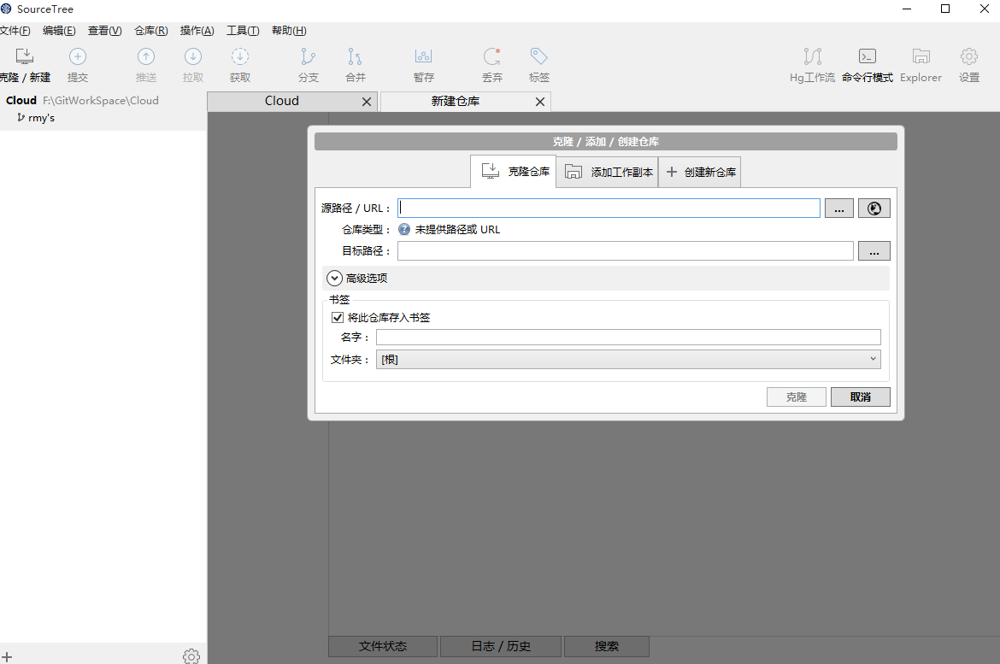 SourceTree
文件(F) 编辑(E) 查看(V) 仓库(R) 操作(A) 工具(T) 帮助(H)
克隆 / 新建 提交 推送 拉取 获取 分支 合并 暂存 丢弃 标签 Hg工作流 命令行模式 Explorer 设置
Cloud F:\GitWorkSpace\Cloud
rmy's
Cloud 新建仓库
克隆 / 添加 / 创建仓库
克隆仓库 添加工作副本 创建新仓库
源路径 / URL： ...
仓库类型： ? 未提供路径或 URL
目标路径： ...
高级选项
书签
将此仓库存入书签
名字：
文件夹： [根]
克隆 取消
文件状态 日志 / 历史 搜索